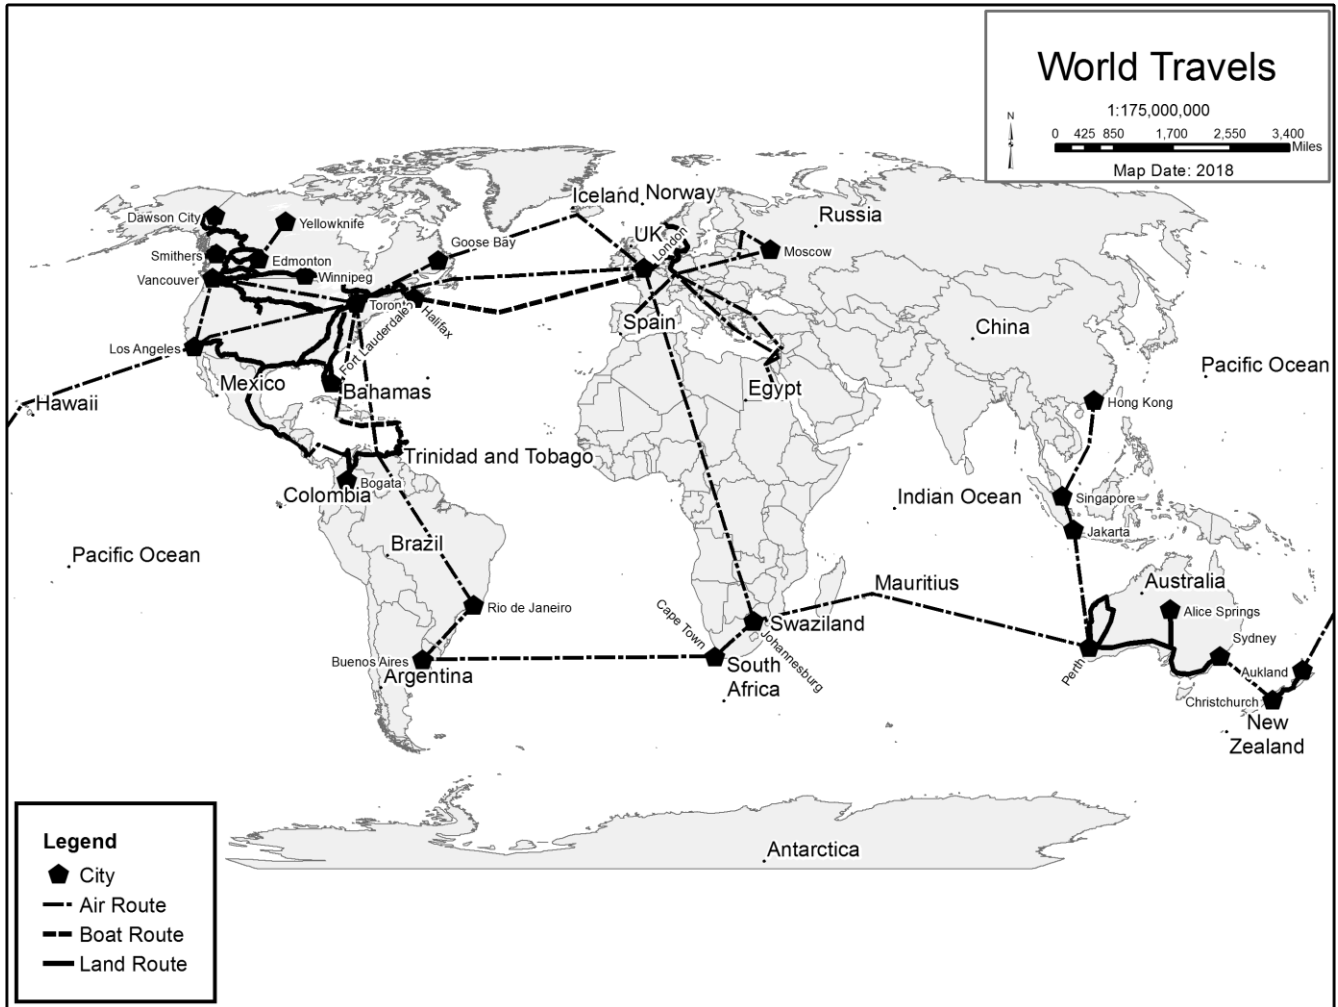 World Travels
1:175,000,000
N
0 425 850 1,700 2,550 3,400
Miles
Map Date: 2018
Iceland
Norway
Russia
Dawson City
Yellowknife
Goose Bay
UK
London
Moscow
Smithers
Edmonton
Vancouver
Winnipeg
Toronto
Halifax
Fort Lauderdale
Spain
China
Los Angeles
Pacific Ocean
Mexico
Bahamas
Egypt
Hawaii
Hong Kong
Trinidad and Tobago
Bogata
Colombia
Indian Ocean
Singapore
Jakarta
Brazil
Pacific Ocean
Mauritius
Australia
Rio de Janeiro
Cape Town
Swaziland
Johannesburg
Alice Springs
Sydney
Buenos Aires
Argentina
South
Africa
Perth
Aukland
Christchurch
New
Zealand
Antarctica
Legend
City
Air Route
Boat Route
Land Route